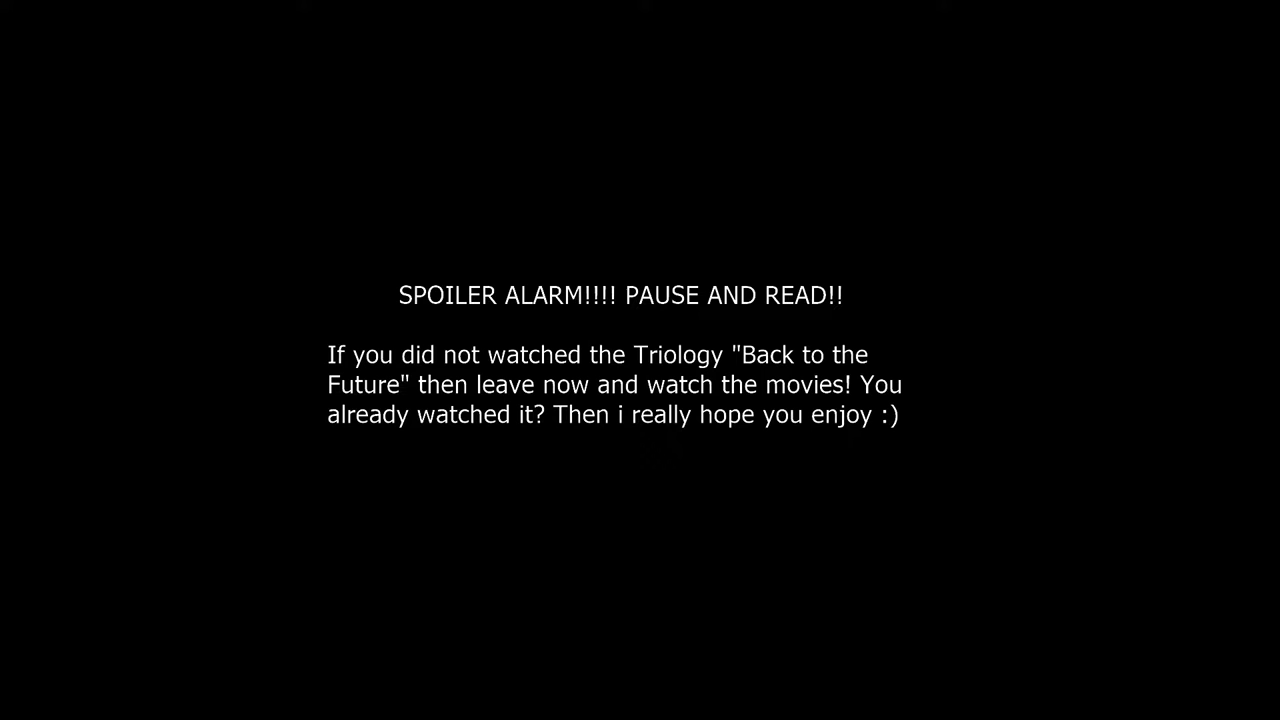 SPOILER ALARM!!!! PAUSE AND READ!!
If you did not watched the Triology "Back to the
Future" then leave now and watch the movies! You
already watched it? Then i really hope you enjoy :)